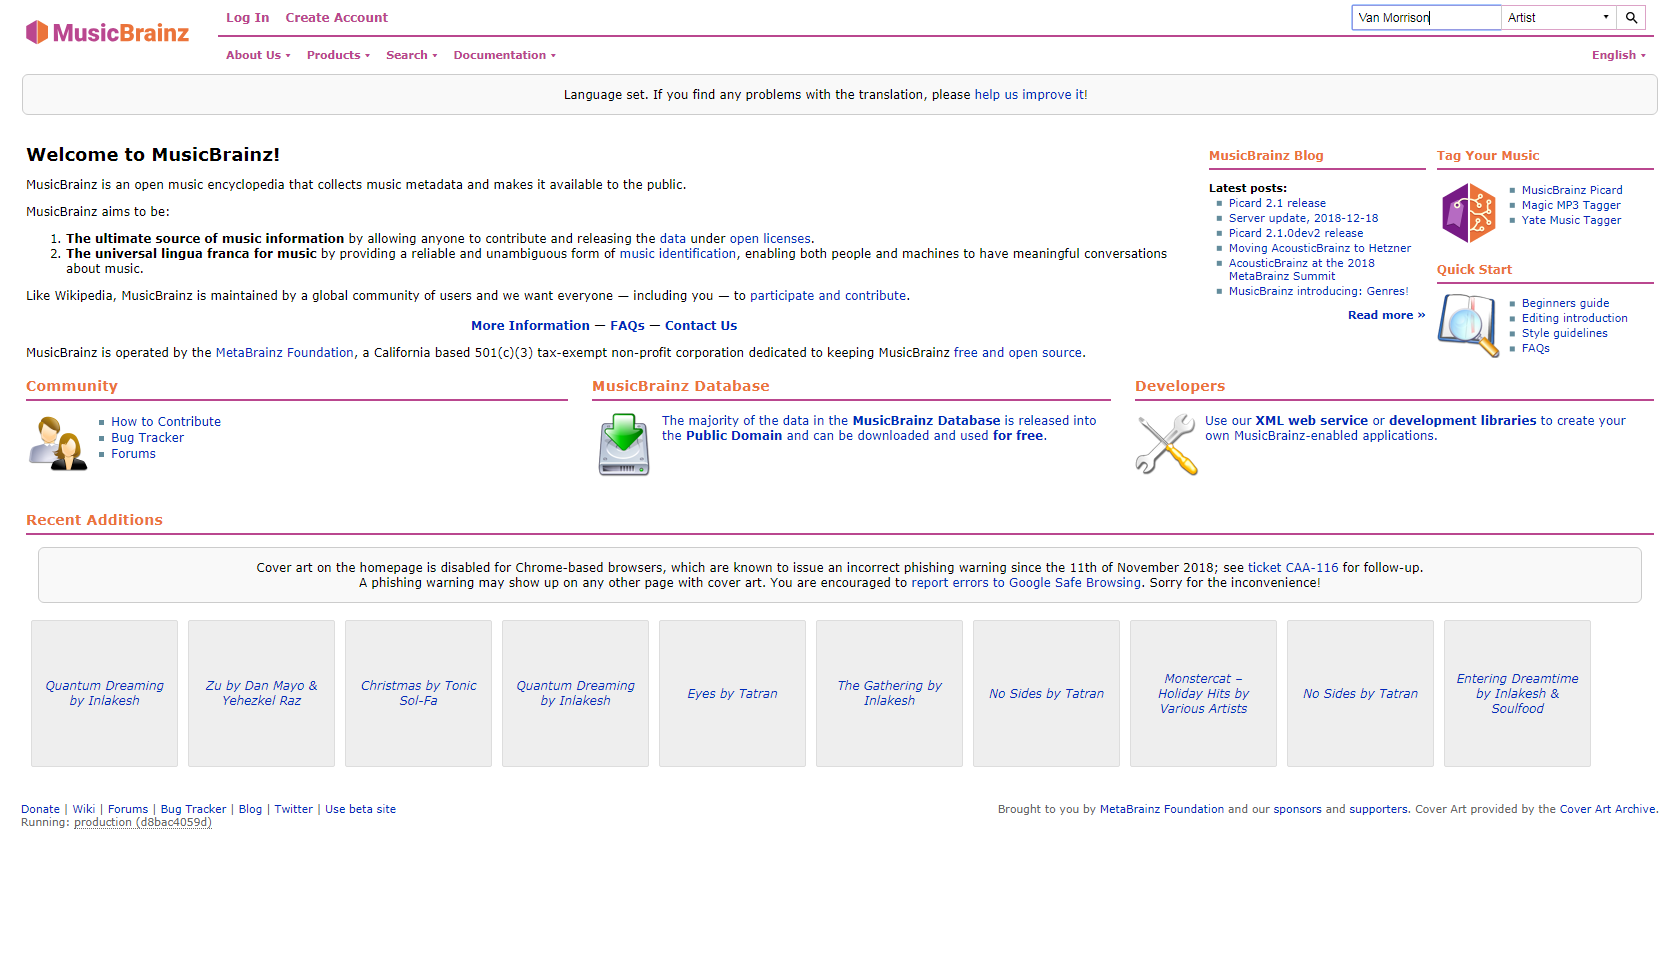 MusicBrainz
Log In Create Account
Van Morrison Artist
About Us Products Search Documentation English
Language set. If you find any problems with the translation, please help us improve it!
Welcome to MusicBrainz!
MusicBrainz is an open music encyclopedia that collects music metadata and makes it available to the public.
MusicBrainz aims to be:
1. The ultimate source of music information by allowing anyone to contribute and releasing the data under open licenses.
2. The universal lingua franca for music by providing a reliable and unambiguous form of music identification, enabling both people and machines to have meaningful conversations
about music.
Like Wikipedia, MusicBrainz is maintained by a global community of users and we want everyone — including you — to participate and contribute.
More Information — FAQs — Contact Us
MusicBrainz is operated by the MetaBrainz Foundation, a California based 501(c)(3) tax-exempt non-profit corporation dedicated to keeping MusicBrainz free and open source.
MusicBrainz Blog
Latest posts:
Picard 2.1 release
Server update, 2018-12-18
Picard 2.1.0dev2 release
Moving AcousticBrainz to Hetzner
AcousticBrainz at the 2018
MetaBrainz Summit
MusicBrainz introducing: Genres!
Read more »
Tag Your Music
MusicBrainz Picard
Magic MP3 Tagger
Yate Music Tagger
Quick Start
Beginners guide
Editing introduction
Style guidelines
FAQs
Community
How to Contribute
Bug Tracker
Forums
MusicBrainz Database
The majority of the data in the MusicBrainz Database is released into
the Public Domain and can be downloaded and used for free.
Developers
Use our XML web service or development libraries to create your
own MusicBrainz-enabled applications.
Recent Additions
Cover art on the homepage is disabled for Chrome-based browsers, which are known to issue an incorrect phishing warning since the 11th of November 2018; see ticket CAA-116 for follow-up.
A phishing warning may show up on any other page with cover art. You are encouraged to report errors to Google Safe Browsing. Sorry for the inconvenience!
Quantum Dreaming
by Inlakesh
Zu by Dan Mayo &
Yehezkel Raz
Christmas by Tonic
Sol-Fa
Quantum Dreaming
by Inlakesh
Eyes by Tatran
The Gathering by
Inlakesh
No Sides by Tatran
Monstercat –
Holiday Hits by
Various Artists
No Sides by Tatran
Entering Dreamtime
by Inlakesh &
Soulfood
Donate | Wiki | Forums | Bug Tracker | Blog | Twitter | Use beta site
Running: production (d8bac4059d)
Brought to you by MetaBrainz Foundation and our sponsors and supporters. Cover Art provided by the Cover Art Archive.